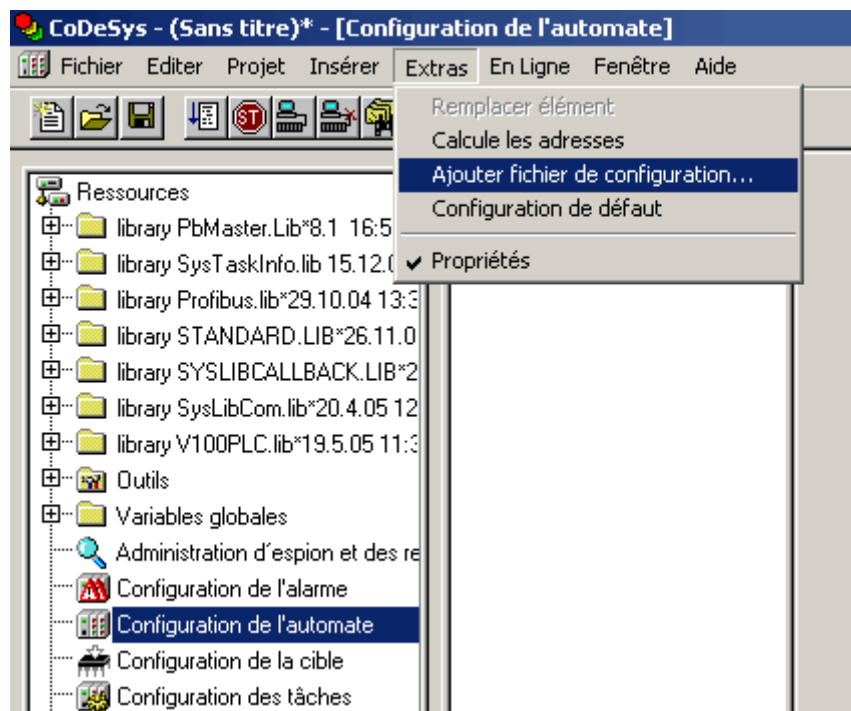 CoDeSys - (Sans titre)* - [Configuration de l'automate]
Fichier Editer Projet Insérer Extras En Ligne Fenêtre Aide
ST
Remplacer élément
Calcule les adresses
Ajouter fichier de configuration...
Configuration de défaut
Propriétés
Ressources
library PbMaster.Lib*8.1 16:5
library SysTaskInfo.lib 15.12.0
library Profibus.lib*29.10.04 13:3
library STANDARD.LIB*26.11.0
library SYSLIBCALLBACK.LIB*2
library SysLibCom.lib*20.4.05 12
library V100PLC.lib*19.5.05 11:3
Outils
Variables globales
Administration d´espion et des re
Configuration de l'alarme
Configuration de l'automate
Configuration de la cible
Configuration des tâches